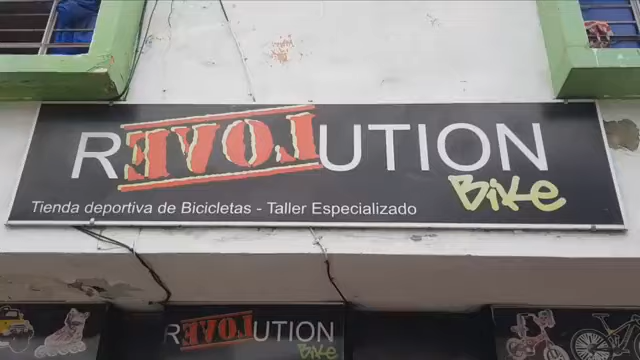 REVOLUTION
Bike
Tienda deportiva de Bicicletas - Taller Especializado
REVOLUTION
Bike